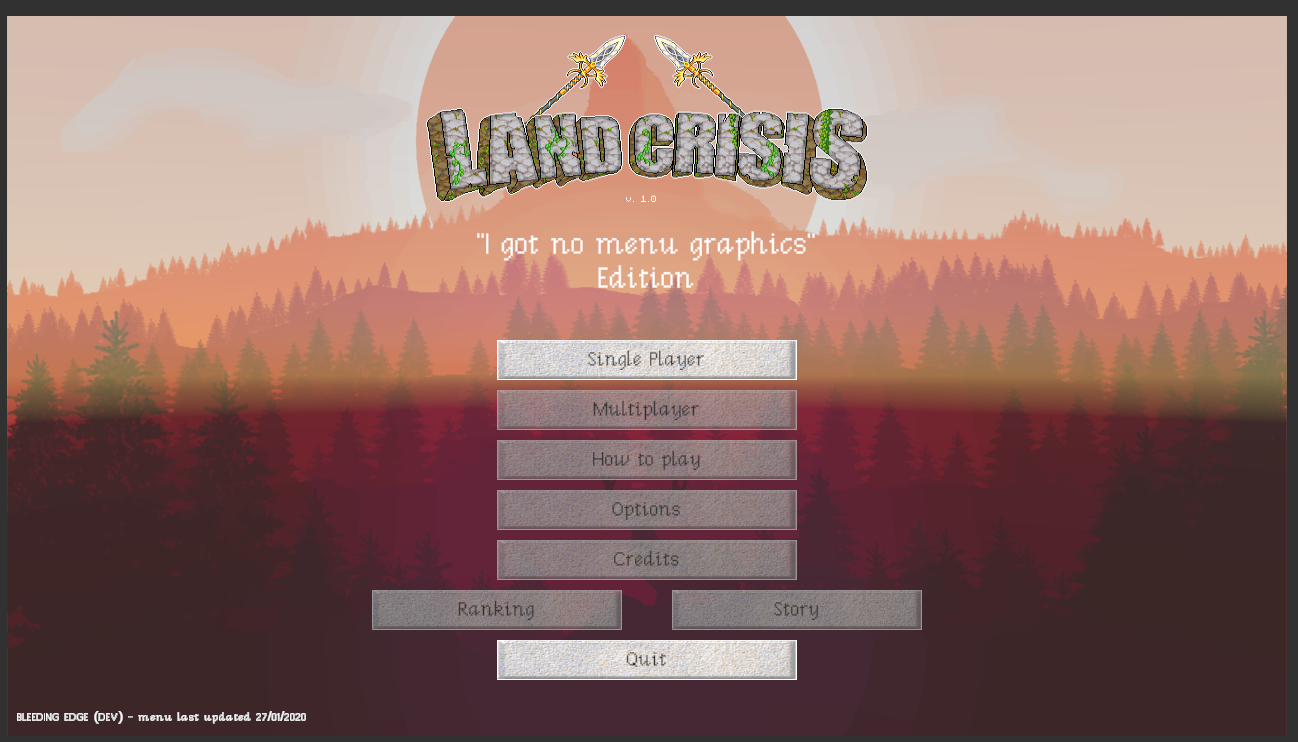 LAND CRISIS
v. 1.0
"I got no menu graphics"
Edition
Single Player
Multiplayer
How to play
Options
Credits
Ranking
Story
Quit
BLEEDING EDGE (DEV) - menu last updated 27/01/2020